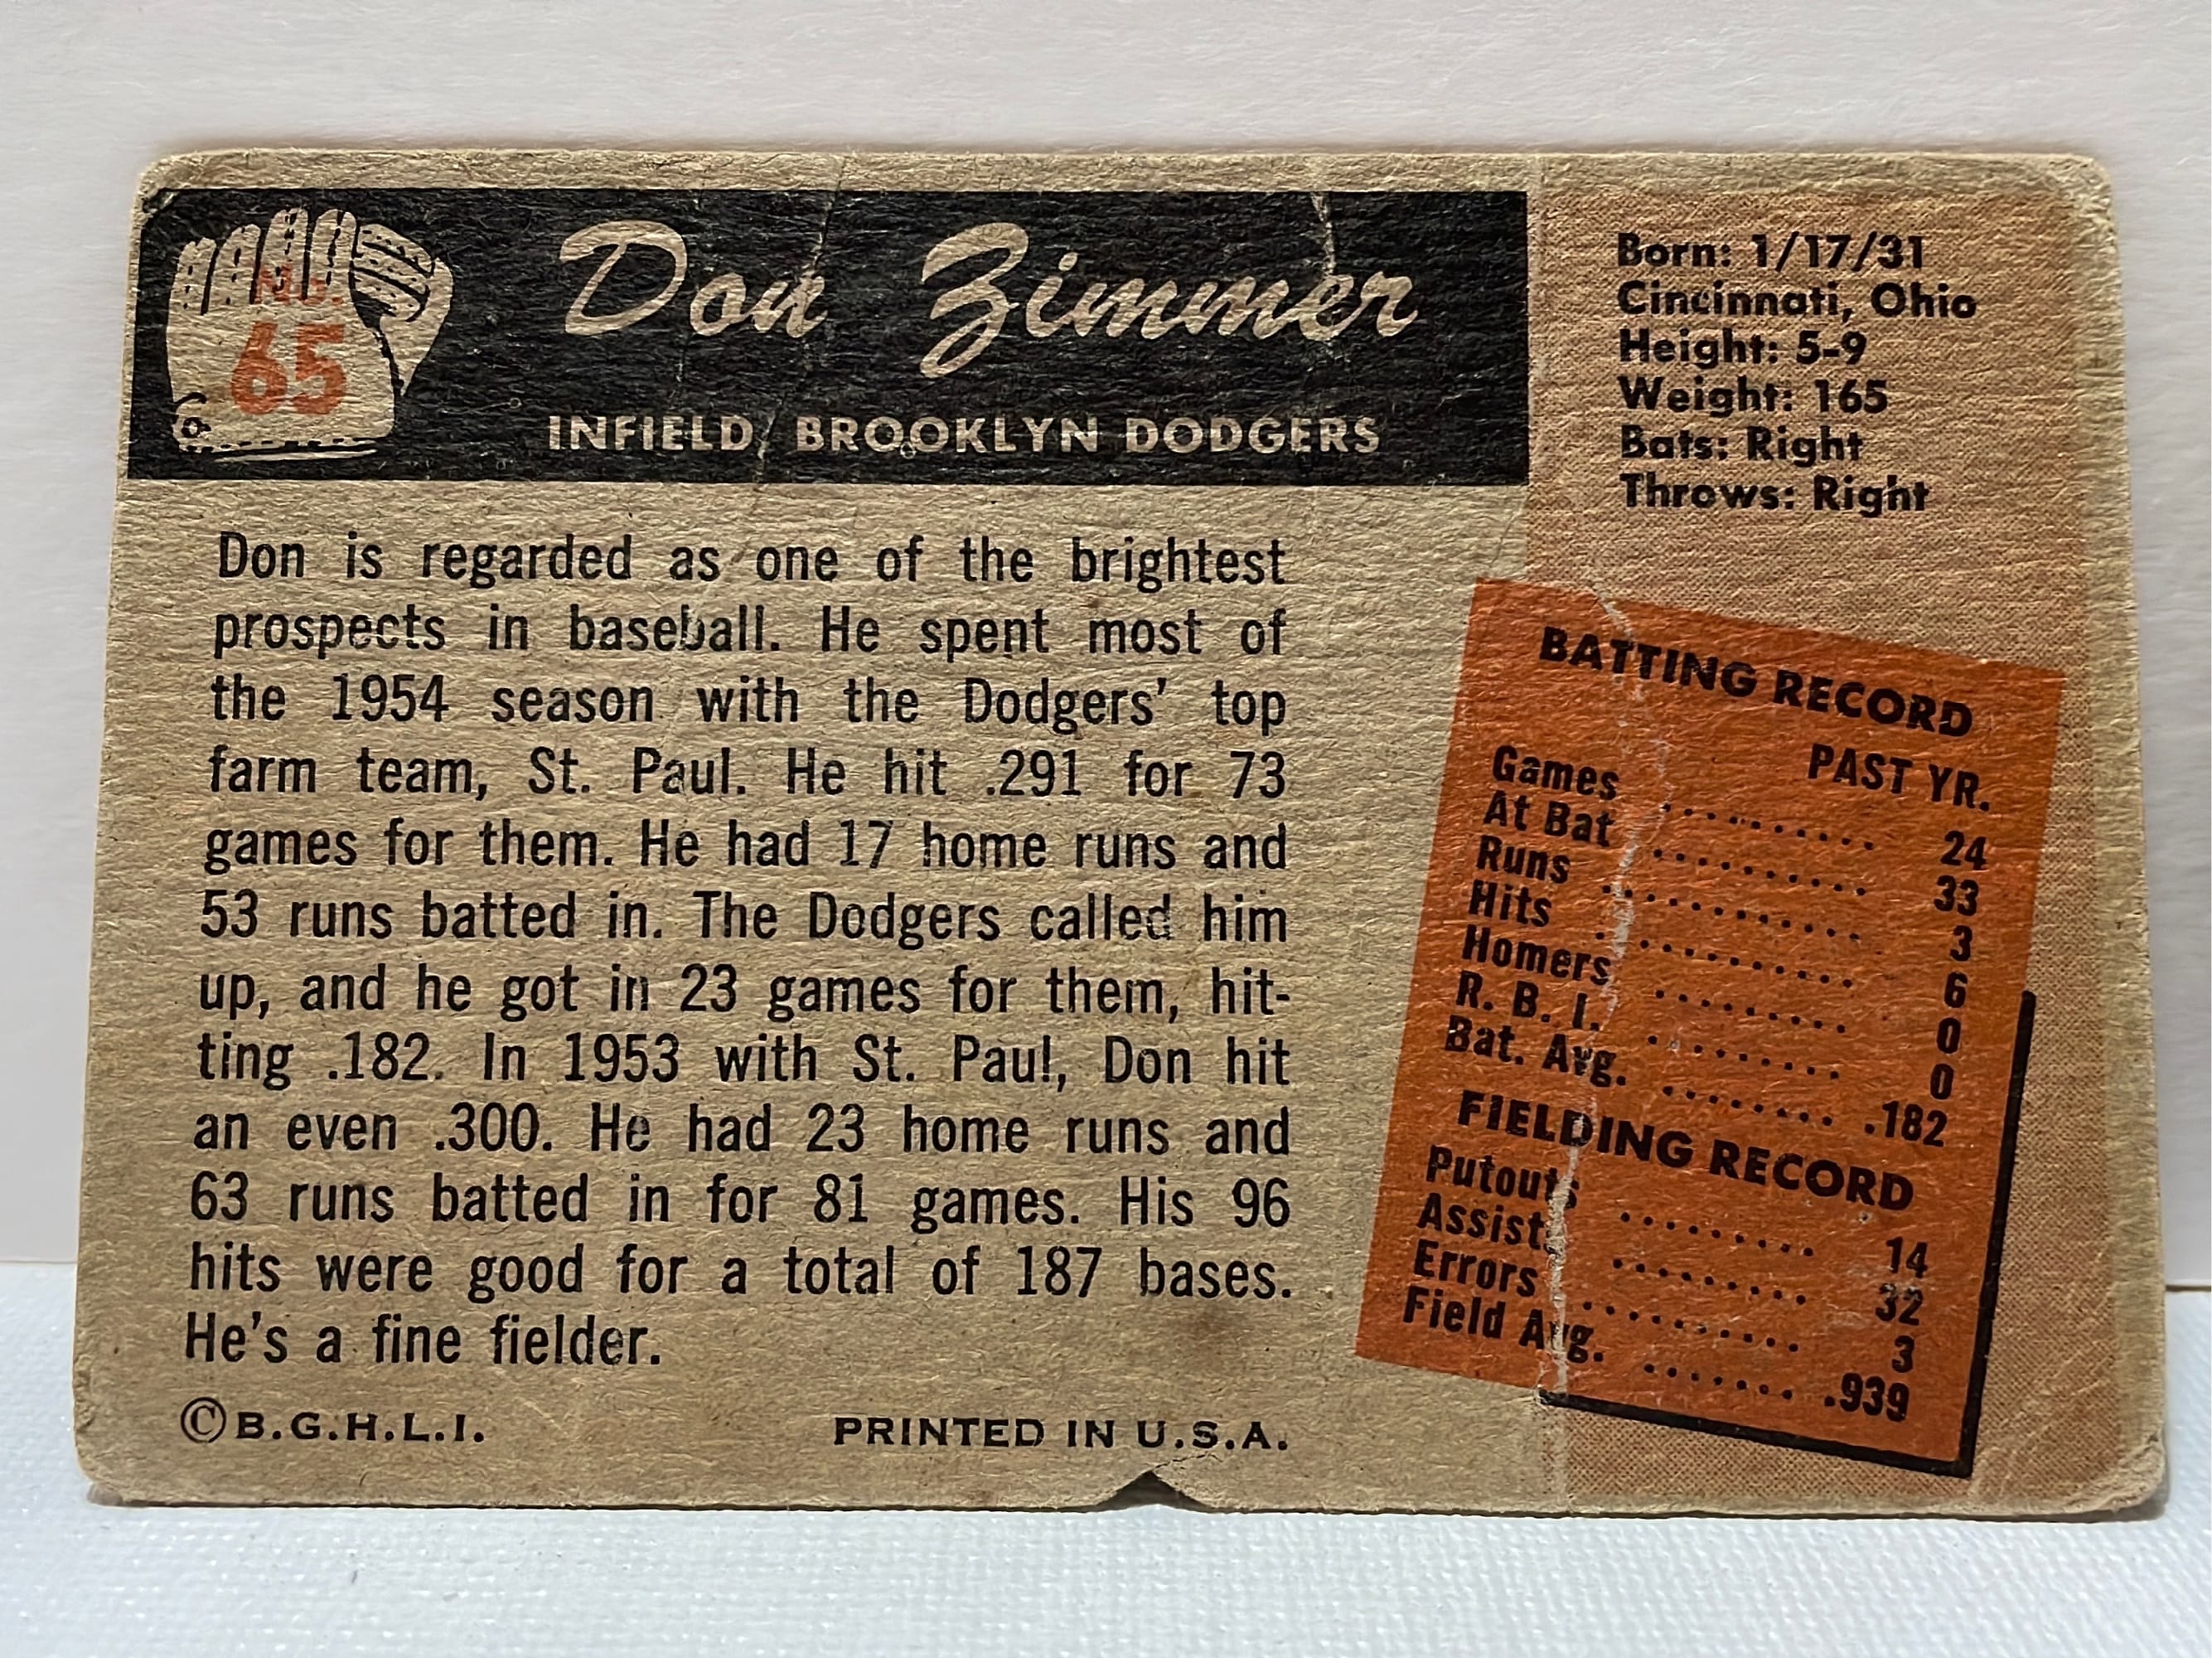 No.
65
Don Zimmer
INFIELD, BROOKLYN DODGERS
Born: 1/17/31
Cincinnati, Ohio
Height: 5-9
Weight: 165
Bats: Right
Throws: Right
Don is regarded as one of the brightest
prospects in baseball. He spent most of
the 1954 season with the Dodgers' top
farm team, St. Paul. He hit .291 for 73
games for them. He had 17 home runs and
53 runs batted in. The Dodgers called him
up, and he got in 23 games for them, hit-
ting .182. In 1953 with St. Paul, Don hit
an even .300. He had 23 home runs and
63 runs batted in for 81 games. His 96
hits were good for a total of 187 bases.
He's a fine fielder.
©B.G.H.L.I.
PRINTED IN U.S.A.
BATTING RECORD
PAST YR.
Games ......... 24
At Bat .......... 33
Runs ........... 3
Hits ........... 6
Homers ........ 0
R. B. I. ........ 0
Bat. Avg. ........ .182
FIELDING RECORD
Putouts ......... 14
Assists ......... 32
Errors .......... 3
Field Avg. ....... .939